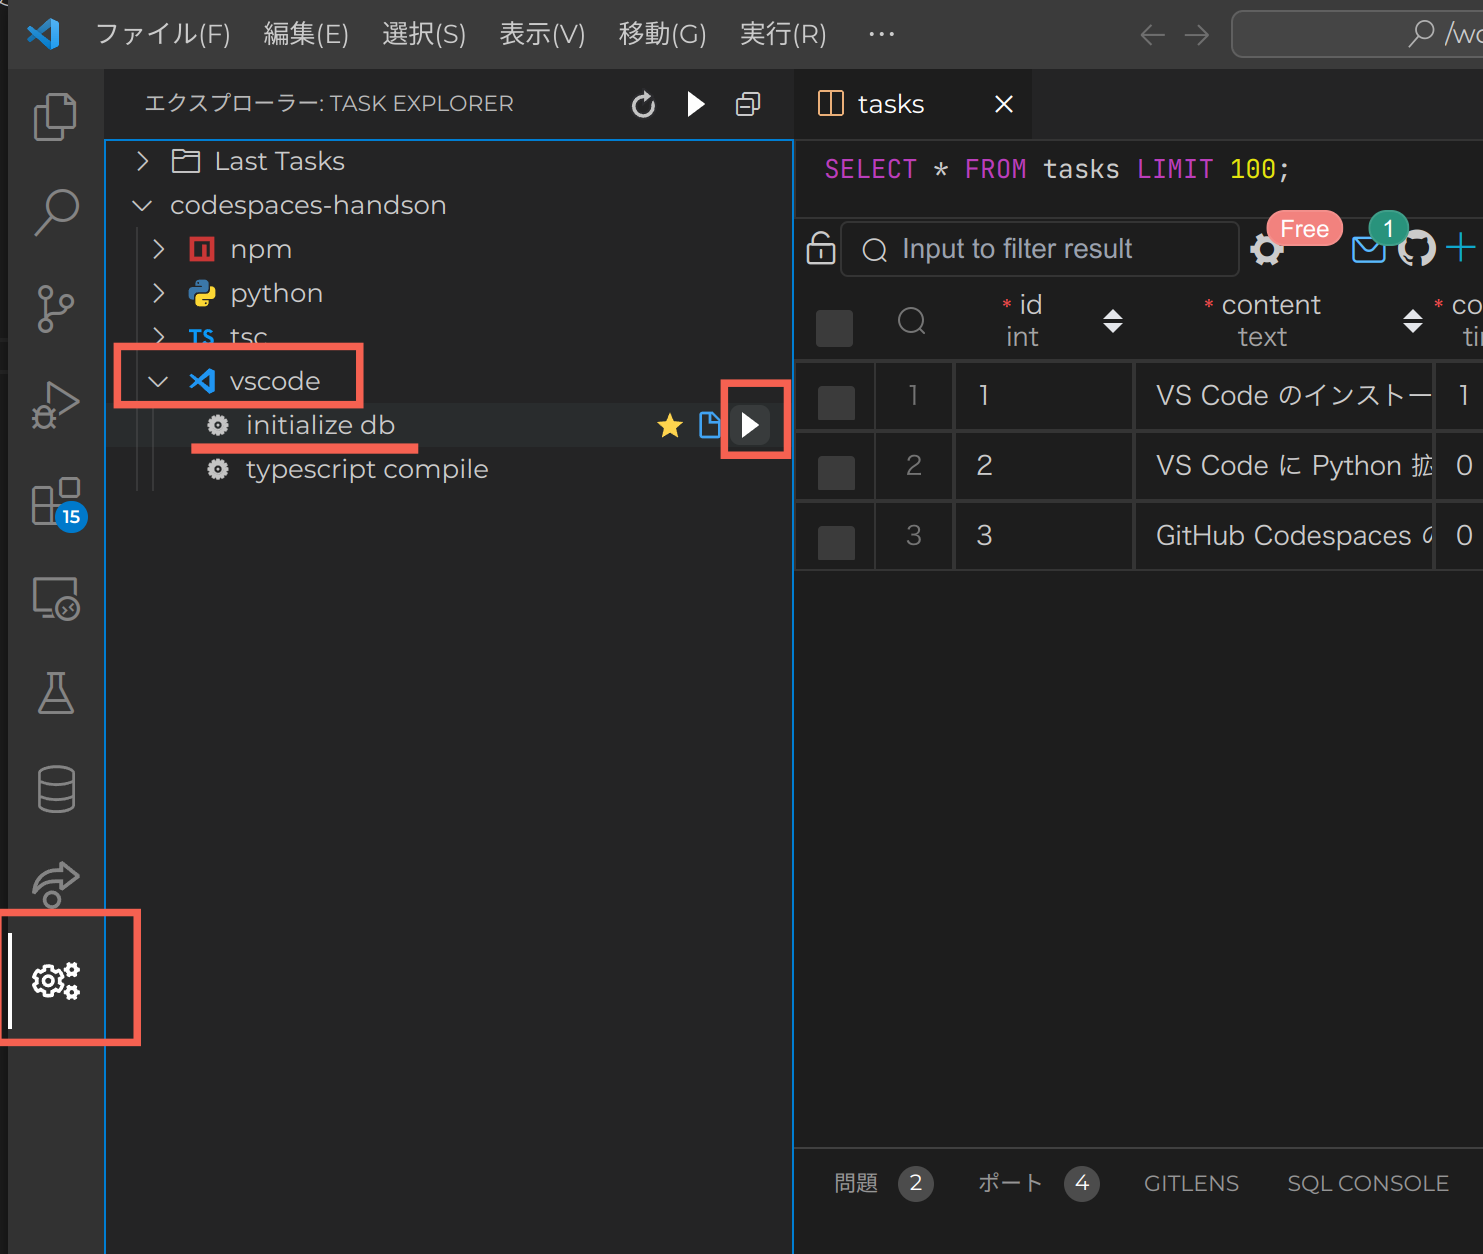 ファイル(F) 編集(E) 選択(S) 表示(V) 移動(G) 実行(R) ···
エクスプローラー: TASK EXPLORER
Last Tasks
codespaces-handson
npm
python
TS tsc
vscode
initialize db
typescript compile
15
tasks
SELECT * FROM tasks LIMIT 100;
Input to filter result
Free
1
* id
int
* content
text
1 1 VS Code のインストー 1
2 2 VS Code に Python 拡 0
3 3 GitHub Codespaces 0
問題 2 ポート 4 GITLENS SQL CONSOLE